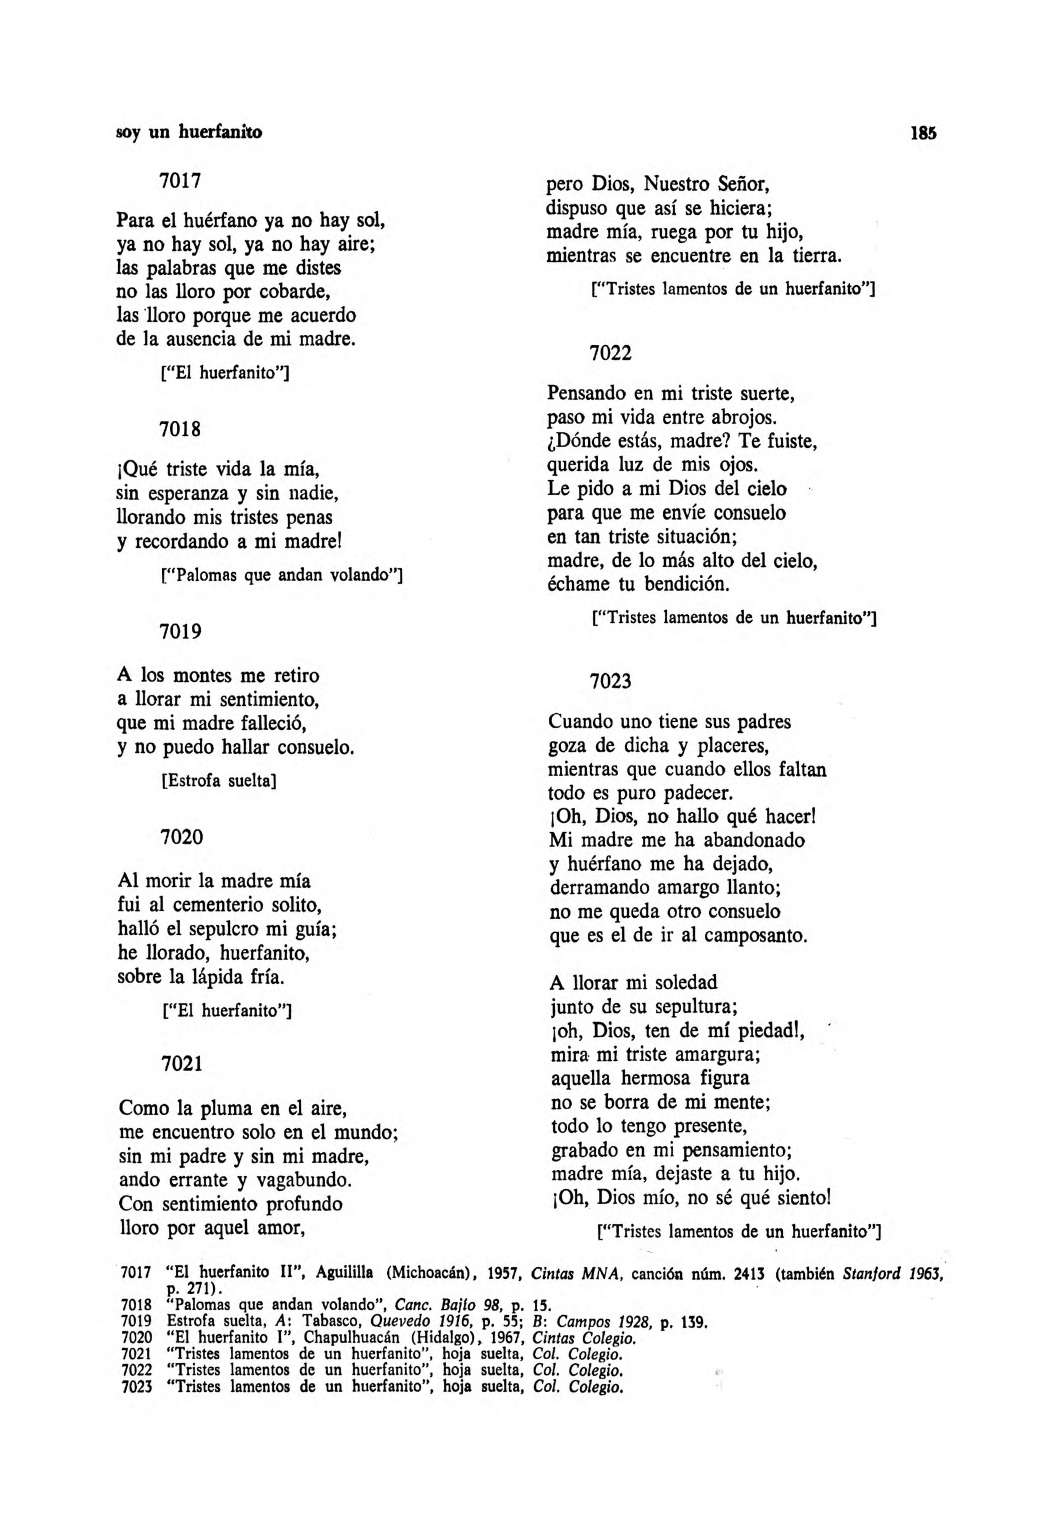 soy un huerfanito
185
7017
Para el huérfano ya no hay sol,
ya no hay sol, ya no hay aire;
las palabras que me distes
no las lloro por cobarde,
las lloro porque me acuerdo
de la ausencia de mi madre.
["El huerfanito"]
7018
¡Qué triste vida la mía,
sin esperanza y sin nadie,
llorando mis tristes penas
y recordando a mi madre!
["Palomas que andan volando"]
7019
A los montes me retiro
a llorar mi sentimiento,
que mi madre falleció,
y no puedo hallar consuelo.
[Estrofa suelta]
7020
Al morir la madre mía
fui al cementerio solito,
halló el sepulcro mi guía;
he llorado, huerfanito,
sobre la lápida fría.
["El huerfanito"]
7021
Como la pluma en el aire,
me encuentro solo en el mundo;
sin mi padre y sin mi madre,
ando errante y vagabundo.
Con sentimiento profundo
lloro por aquel amor,
pero Dios, Nuestro Señor,
dispuso que así se hiciera;
madre mía, ruega por tu hijo,
mientras se encuentre en la tierra.
["Tristes lamentos de un huerfanito"]
7022
Pensando en mi triste suerte,
paso mi vida entre abrojos.
¿Dónde estás, madre? Te fuiste,
querida luz de mis ojos.
Le pido a mi Dios del cielo
para que me envíe consuelo
en tan triste situación;
madre, de lo más alto del cielo,
échame tu bendición.
["Tristes lamentos de un huerfanito"]
7023
Cuando uno tiene sus padres
goza de dicha y placeres,
mientras que cuando ellos faltan
todo es puro padecer.
¡Oh, Dios, no hallo qué hacer!
Mi madre me ha abandonado
y huérfano me ha dejado,
derramando amargo llanto;
no me queda otro consuelo
que es el de ir al camposanto.
A llorar mi soledad
junto de su sepultura;
¡oh, Dios, ten de mí piedad!,
mira mi triste amargura;
aquella hermosa figura
no se borra de mi mente;
todo lo tengo presente,
grabado en mi pensamiento;
madre mía, dejaste a tu hijo.
¡Oh, Dios mío, no sé qué siento!
["Tristes lamentos de un huerfanito"]
7017 "El huerfanito II", Aguililla (Michoacán), 1957, Cintas MNA, canción núm. 2413 (también Stanford 1963,
p. 271).
7018 "Palomas que andan volando", Canc. Bajío 98, p. 15.
7019 Estrofa suelta, A: Tabasco, Quevedo 1916, p. 55; B: Campos 1928, p. 139.
7020 "El huerfanito I", Chapulhuacán (Hidalgo), 1967, Cintas Colegio.
7021 "Tristes lamentos de un huerfanito", hoja suelta, Col. Colegio.
7022 "Tristes lamentos de un huerfanito", hoja suelta, Col. Colegio.
7023 "Tristes lamentos de un huerfanito", hoja suelta, Col. Colegio.